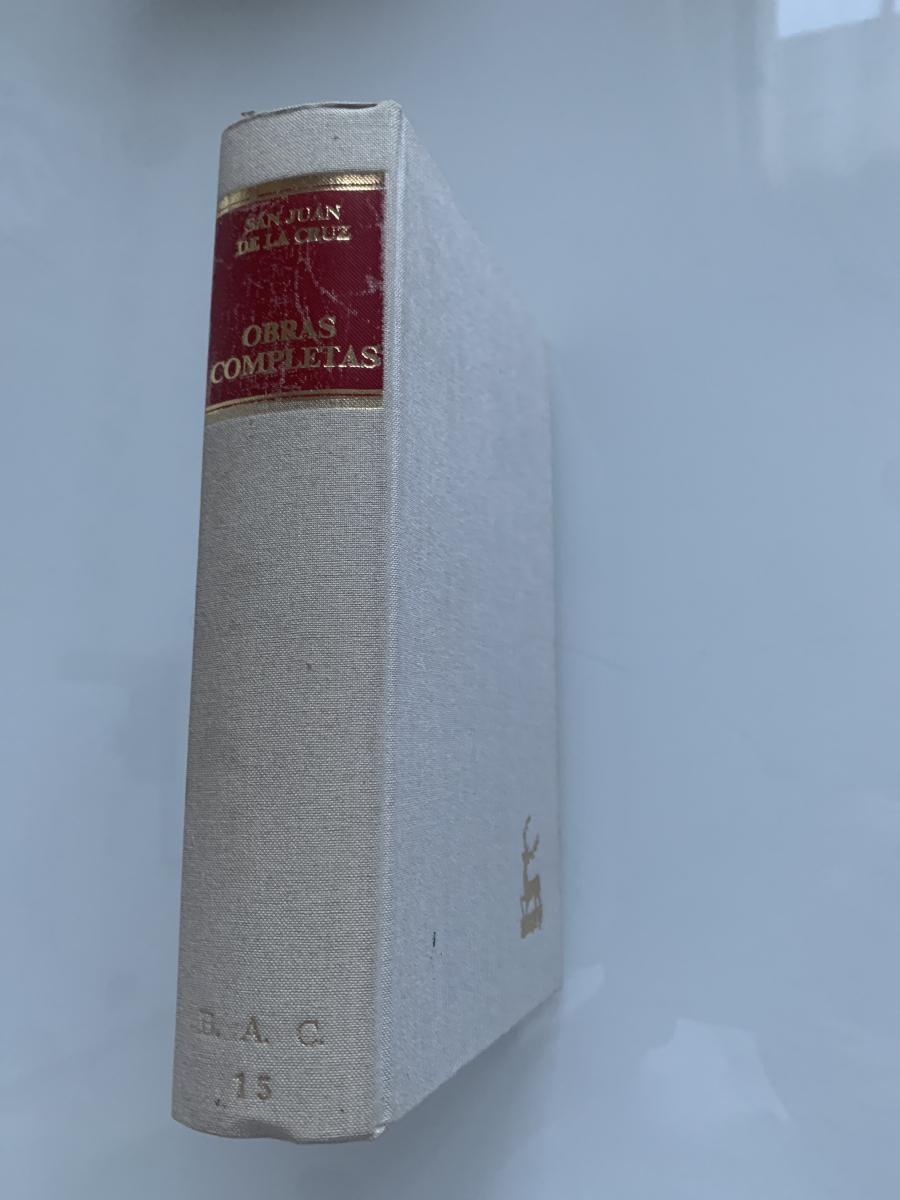 SAN JUAN
DE LA CRUZ
OBRAS
COMPLETAS
B. A. C.
15